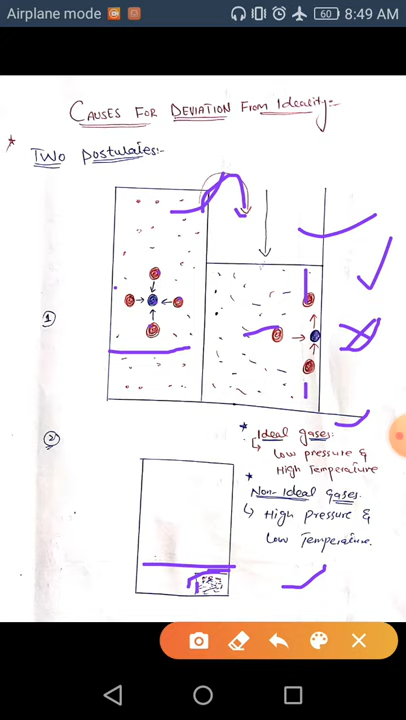 Airplane mode
60
8:49 AM
CAUSES FOR DEVIATION From Ideality:-
* TWO postulates:-
①
* Ideal gases:
↳ Low pressure &
High Temperature
②
* Non-Ideal gases.
↳ High pressure &
Low Temperature.